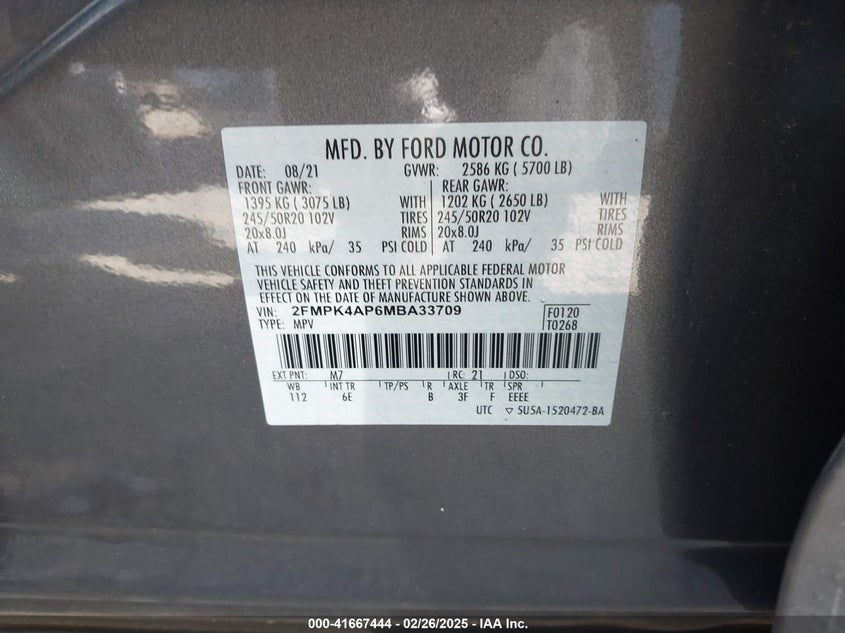 MFD. BY FORD MOTOR CO.
DATE: 08/21 GVWR: 2586 KG ( 5700 LB)
FRONT GAWR: REAR GAWR:
1395 KG ( 3075 LB) WITH 1202 KG ( 2650 LB) WITH
245/50R20 102V TIRES 245/50R20 102V TIRES
20x8.0J RIMS 20x8.0J RIMS
AT 240 kPa/ 35 PSI COLD AT 240 kPa/ 35 PSI COLD
THIS VEHICLE CONFORMS TO ALL APPLICABLE FEDERAL MOTOR
VEHICLE SAFETY AND THEFT PREVENTION STANDARDS IN
EFFECT ON THE DATE OF MANUFACTURE SHOWN ABOVE.
VIN: 2FMPK4AP6MBA33709 F0120
TYPE: MPV T0268
EXT PNT: M7 RC: 21 DSO:
WB INT TR TP/PS R AXLE TR SPR
112 6E B 3F F EEEE
UTC ▽ 5U5A-1520472-BA
000-41667444 - 02/26/2025 - IAA Inc.